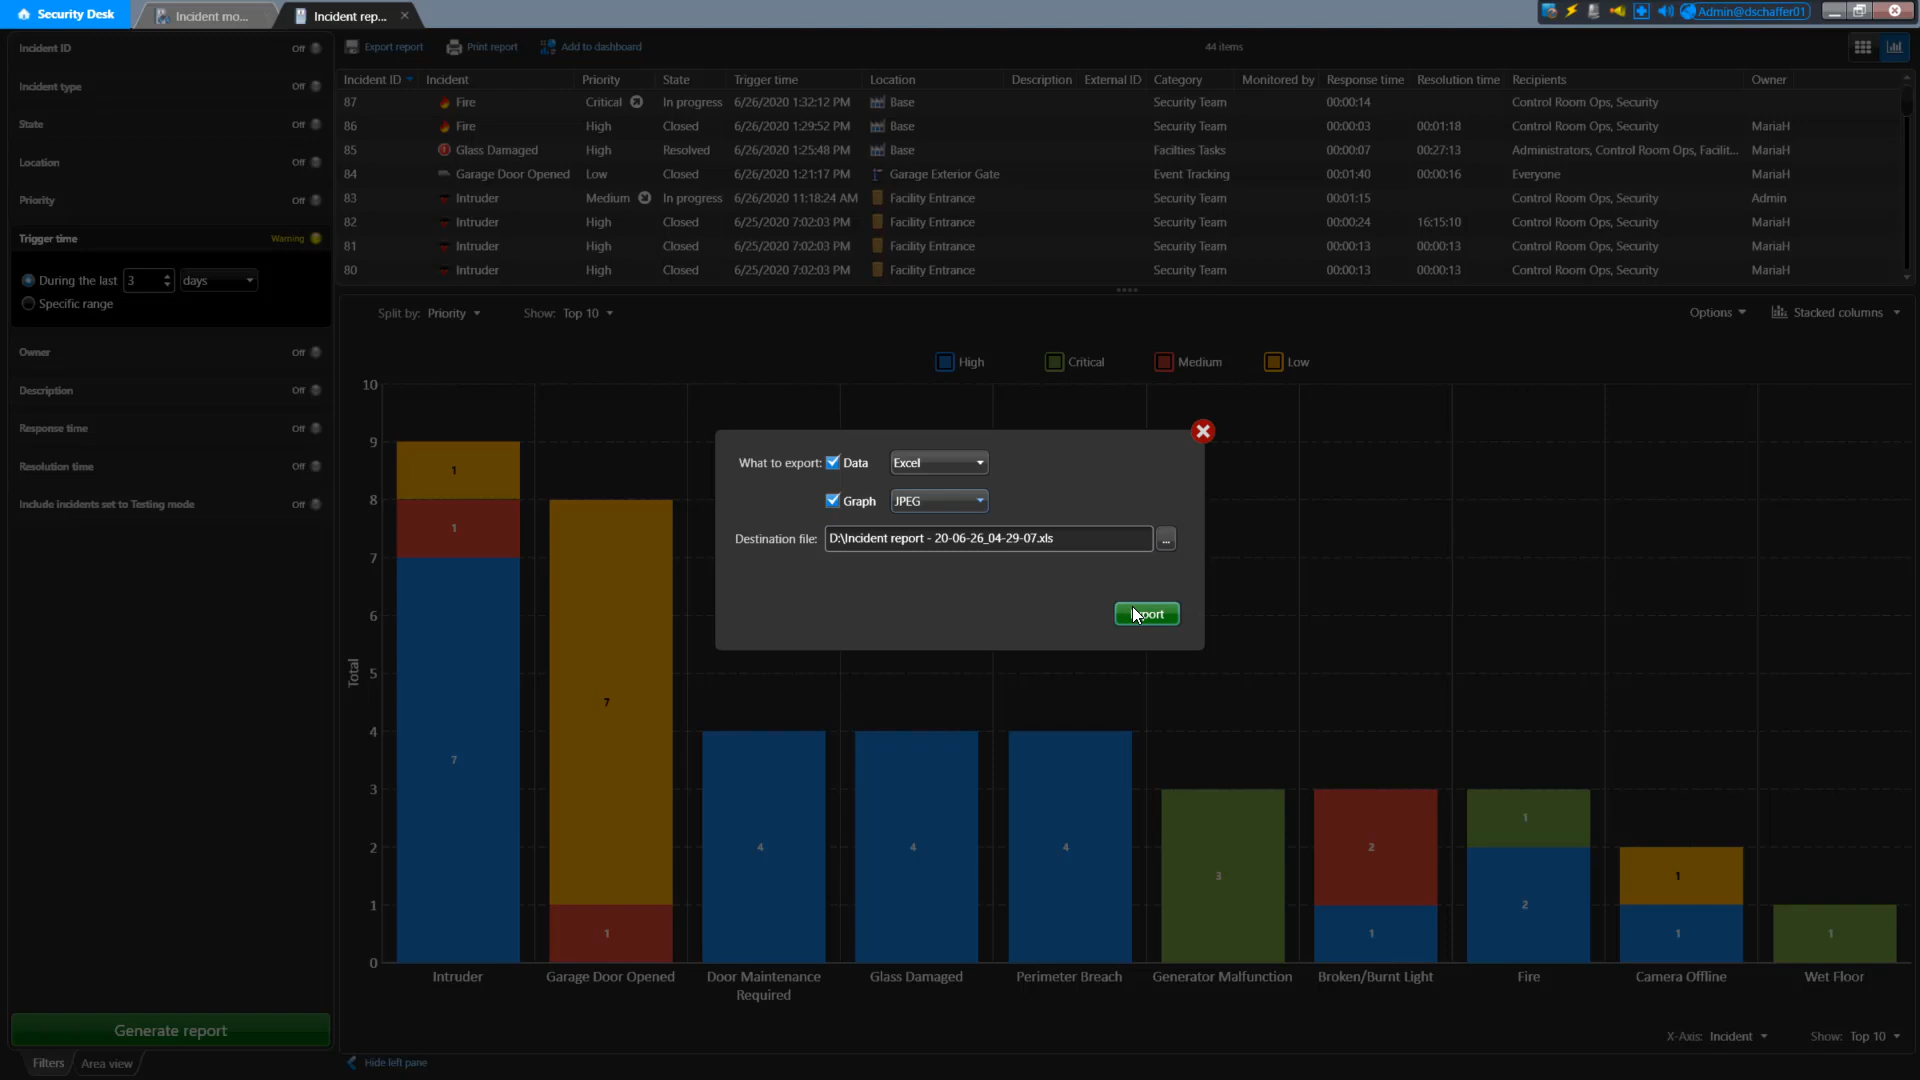 Security Desk
Incident mo...
Incident rep...
Admin@dschaffer01
Incident ID Off
Incident type Off
State Off
Location Off
Priority Off
Trigger time Warning
During the last 3 days
Specific range
Owner Off
Description Off
Response time Off
Resolution time Off
Include incidents set to Testing mode Off
Generate report
Filters Area view
Export report Print report Add to dashboard 44 items
Incident ID Incident Priority State Trigger time Location Description External ID Category Monitored by Response time Resolution time Recipients Owner
87 Fire Critical In progress 6/26/2020 1:32:12 PM Base Security Team 00:00:14 Control Room Ops, Security
86 Fire High Closed 6/26/2020 1:29:52 PM Base Security Team 00:00:03 00:01:18 Control Room Ops, Security MariaH
85 Glass Damaged High Resolved 6/26/2020 1:25:48 PM Base Facilties Tasks 00:00:07 00:27:13 Administrators, Control Room Ops, Facilit... MariaH
84 Garage Door Opened Low Closed 6/26/2020 1:21:17 PM Garage Exterior Gate Event Tracking 00:01:40 00:00:16 Everyone MariaH
83 Intruder Medium In progress 6/26/2020 11:18:24 AM Facility Entrance Security Team 00:01:15 Control Room Ops, Security Admin
82 Intruder High Closed 6/25/2020 7:02:03 PM Facility Entrance Security Team 00:00:24 16:15:10 Control Room Ops, Security MariaH
81 Intruder High Closed 6/25/2020 7:02:03 PM Facility Entrance Security Team 00:00:13 00:00:13 Control Room Ops, Security MariaH
80 Intruder High Closed 6/25/2020 7:02:03 PM Facility Entrance Security Team 00:00:13 00:00:13 Control Room Ops, Security MariaH
Split by: Priority Show: Top 10 Options Stacked columns
High Critical Medium Low
What to export: Data Excel
Graph JPEG
Destination file: D:\Incident report - 20-06-26_04-29-07.xls ...
10
9
8
7
6
5
4
3
2
1
0
Total
1
1
7
7
1
4
4
4
3
2
1
1
2
1
1
1
Intruder Garage Door Opened Door Maintenance Required Glass Damaged Perimeter Breach Generator Malfunction Broken/Burnt Light Fire Camera Offline Wet Floor
X-Axis: Incident Show: Top 10
Hide left pane